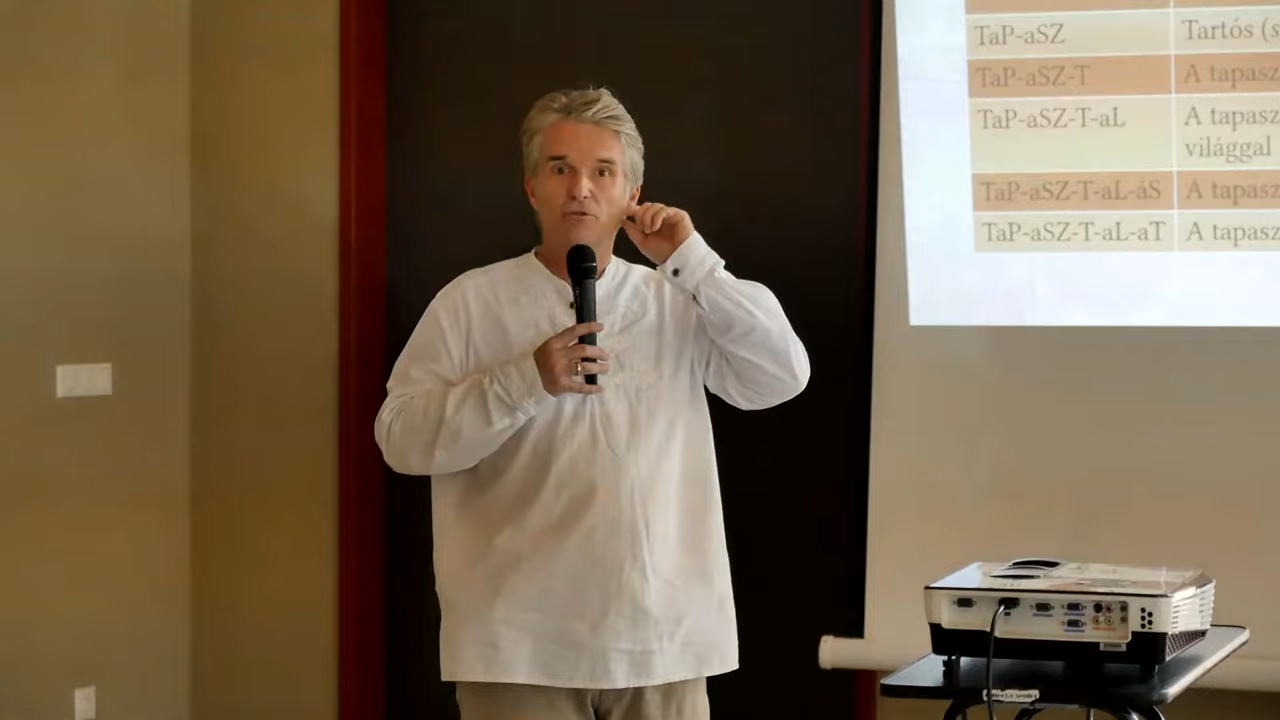 TaP-aSZ
Tartós (s
TaP-aSZ-T
A tapasz
TaP-aSZ-T-aL
A tapasz
világgal
TaP-aSZ-T-aL-áS
A tapasz
TaP-aSZ-T-aL-aT
A tapasz